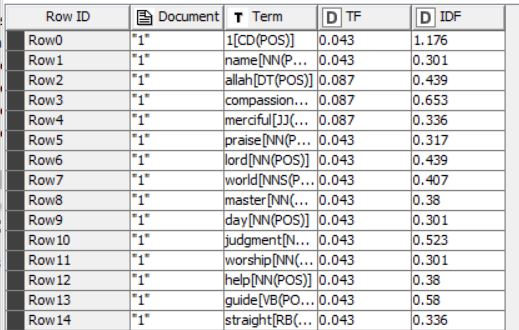 Row ID Document T Term D TF D IDF
Row0 "1" 1[CD(POS)] 0.043 1.176
Row1 "1" name[NN(P... 0.043 0.301
Row2 "1" allah[DT(POS)] 0.087 0.439
Row3 "1" compassion... 0.087 0.653
Row4 "1" merciful[JJ(... 0.087 0.336
Row5 "1" praise[NN(P... 0.043 0.317
Row6 "1" lord[NN(POS)] 0.043 0.439
Row7 "1" world[NNS(P... 0.043 0.407
Row8 "1" master[NN(... 0.043 0.38
Row9 "1" day[NN(POS)] 0.043 0.301
Row10 "1" judgment[N... 0.043 0.523
Row11 "1" worship[NN(... 0.043 0.301
Row12 "1" help[NN(POS)] 0.043 0.38
Row13 "1" guide[VB(PO... 0.043 0.58
Row14 "1" straight[RB(... 0.043 0.336